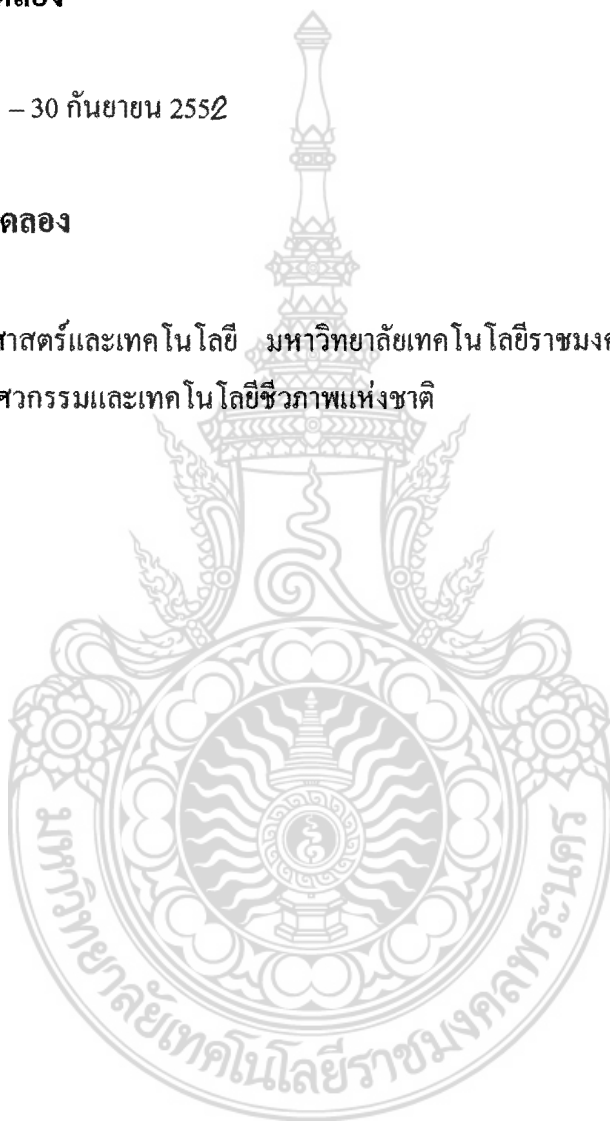 – 30 กันยายน 2552
ดลอง
าสตร์และเทคโนโลยี มหาวิทยาลัยเทคโนโลยีราชมงค
ศวกรรมและเทคโนโลยีชีวภาพแห่งชาติ
มหาวิทยาลัยเทคโนโลยีราชมงคลพระนคร